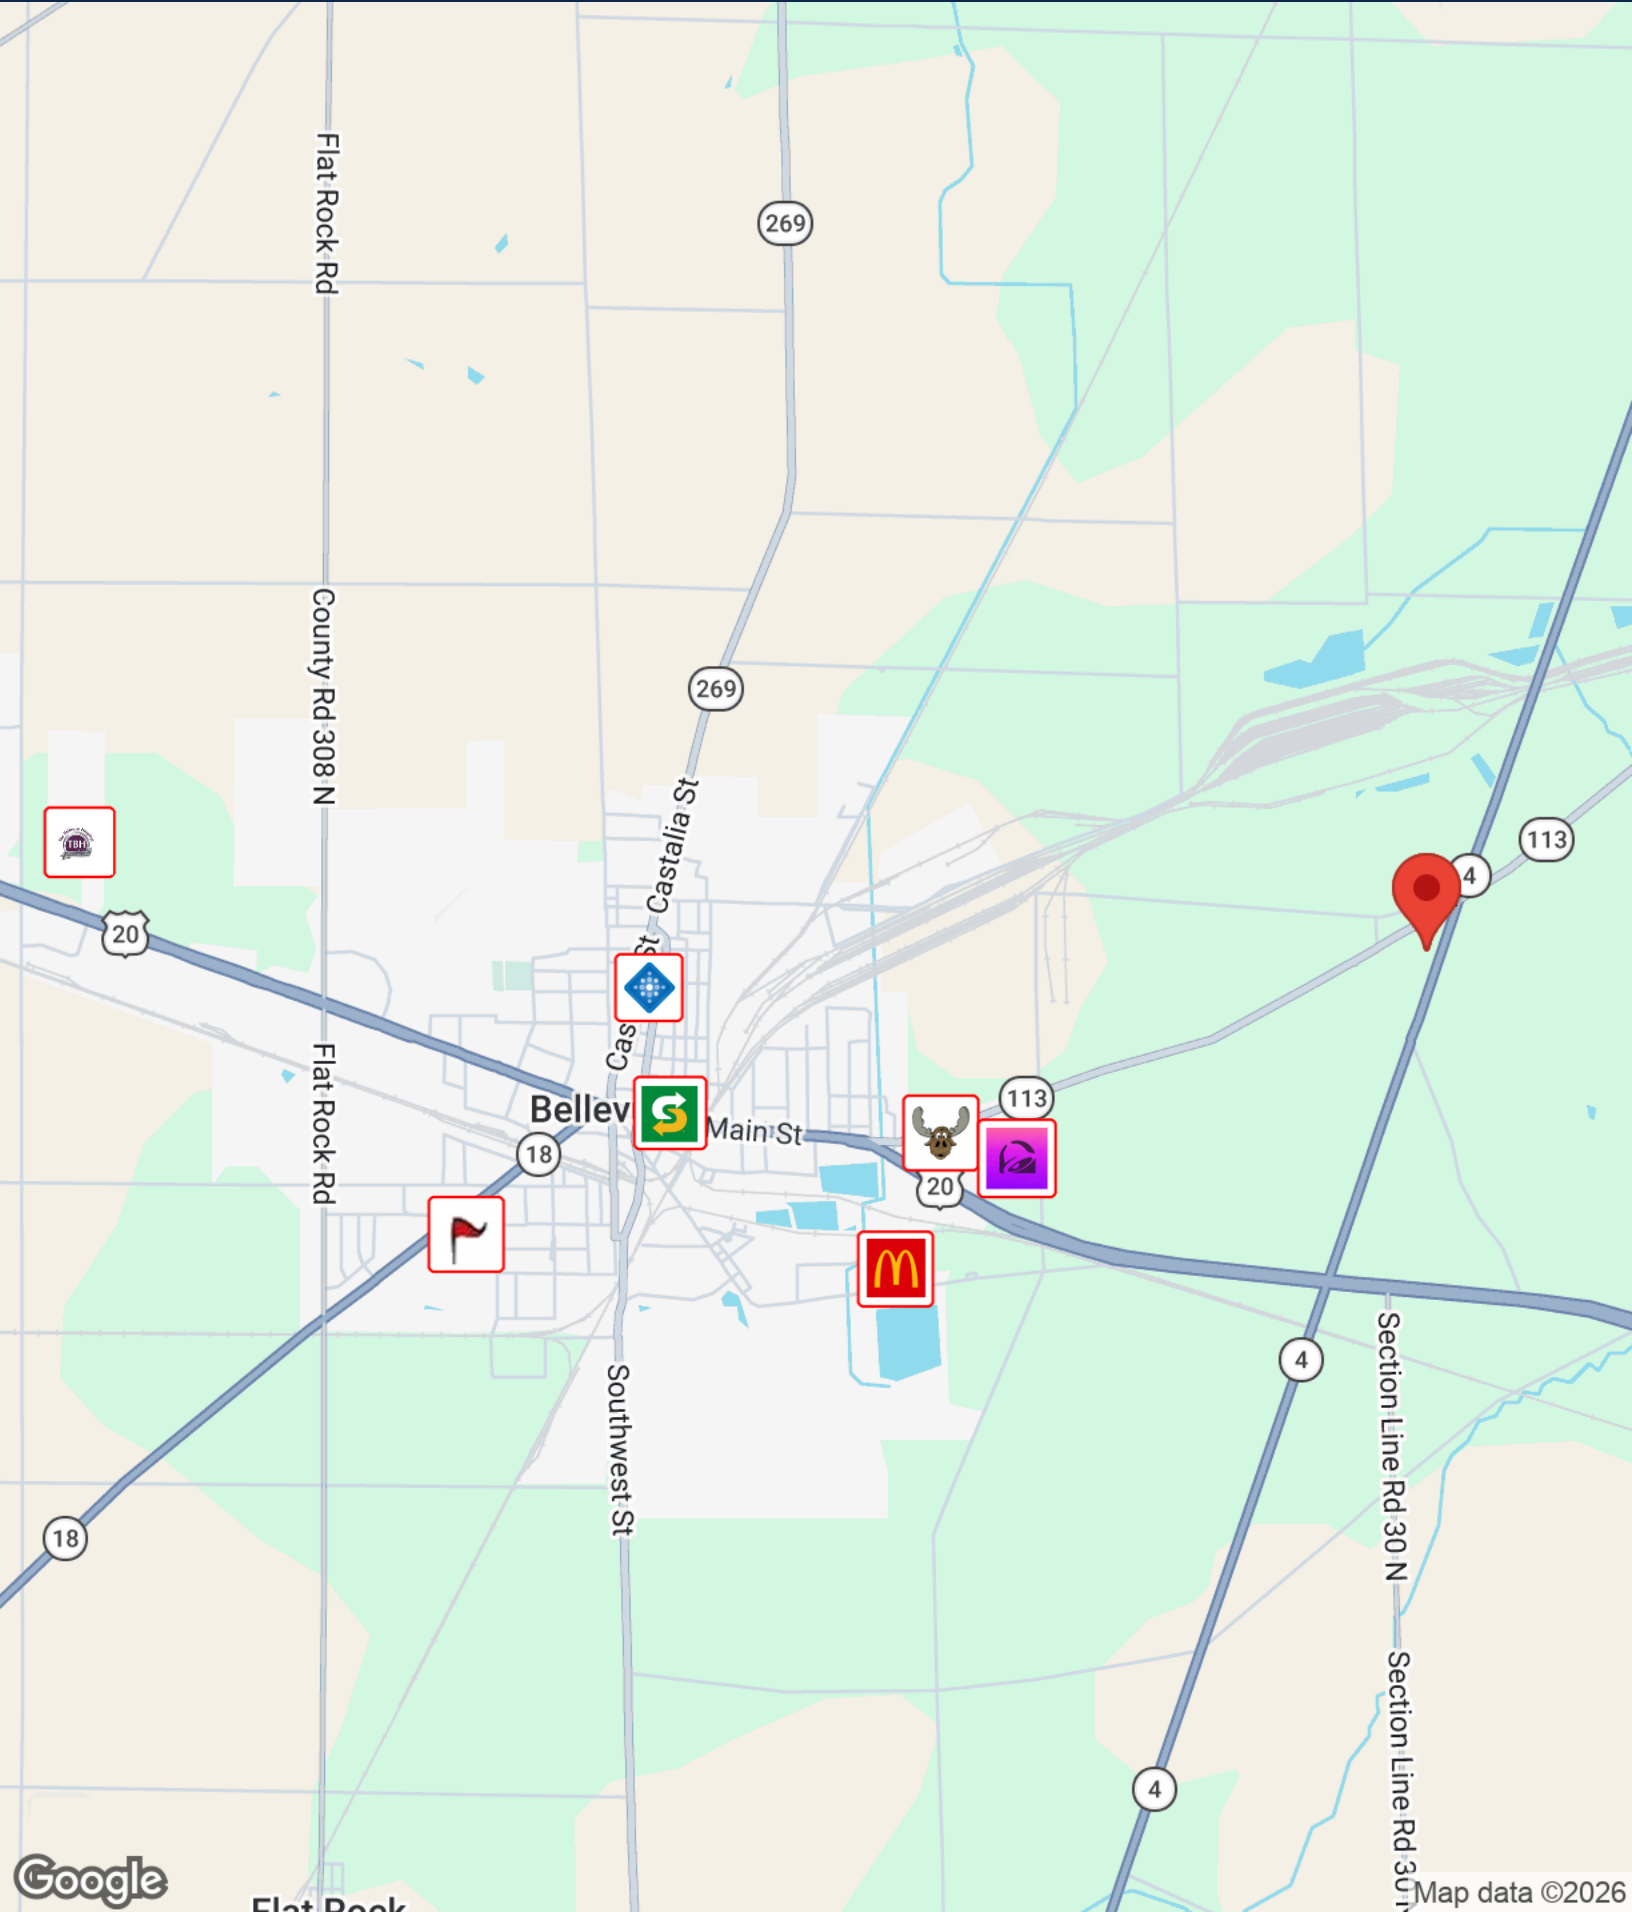 Flat Rock Rd
269
County Rd 308 N
269
Castalia St
113
4
TBH
20
St
Cas
Flat Rock Rd
Bellev
Main St
113
18
20
Section Line Rd 30 N
4
Southwest St
18
Section Line Rd 30 N
4
Google
Flat Rock
Map data ©2026